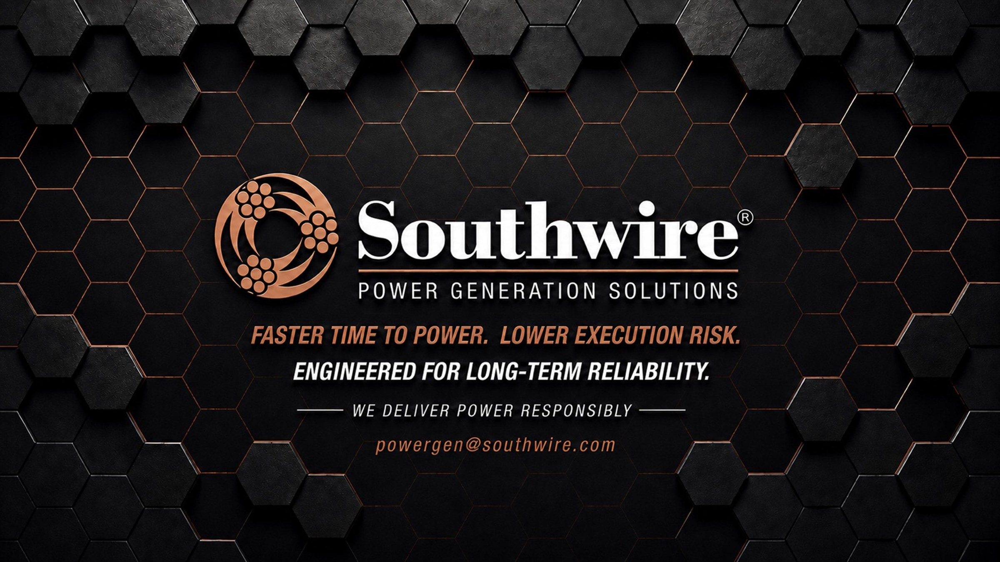 Southwire®
POWER GENERATION SOLUTIONS
FASTER TIME TO POWER. LOWER EXECUTION RISK.
ENGINEERED FOR LONG-TERM RELIABILITY.
WE DELIVER POWER RESPONSIBLY
powergen@southwire.com